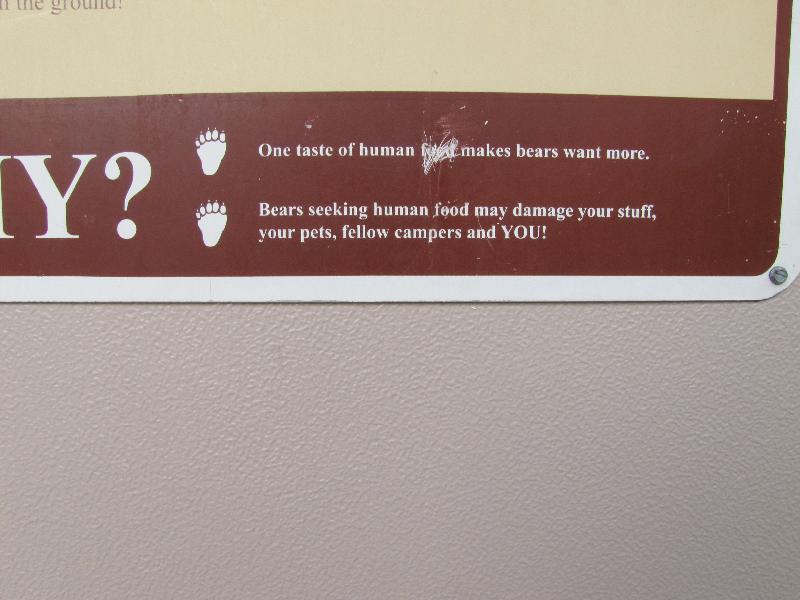 the ground!
Y?
One taste of human food makes bears want more.
Bears seeking human food may damage your stuff,
your pets, fellow campers and YOU!